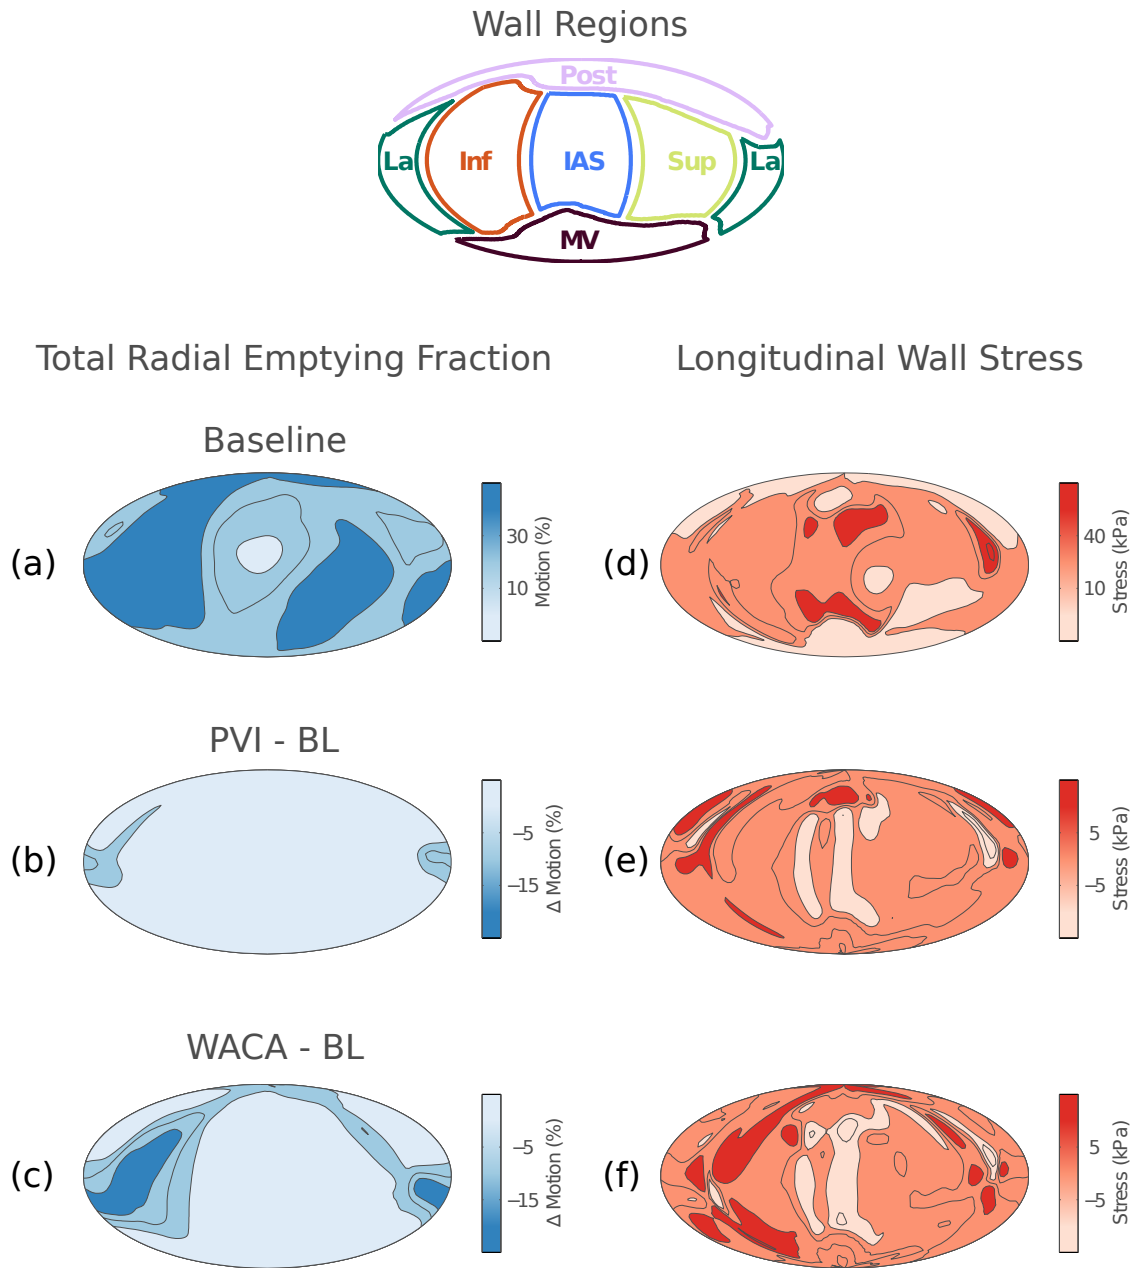 Wall Regions
Post
La Inf IAS Sup La
MV
Total Radial Emptying Fraction
Longitudinal Wall Stress
Baseline
(a)
30
10
Motion (%)
(d)
40
10
Stress (kPa)
PVI - BL
(b)
−5
−15
Δ Motion (%)
(e)
5
−5
Stress (kPa)
WACA - BL
(c)
−5
−15
Δ Motion (%)
(f)
5
−5
Stress (kPa)